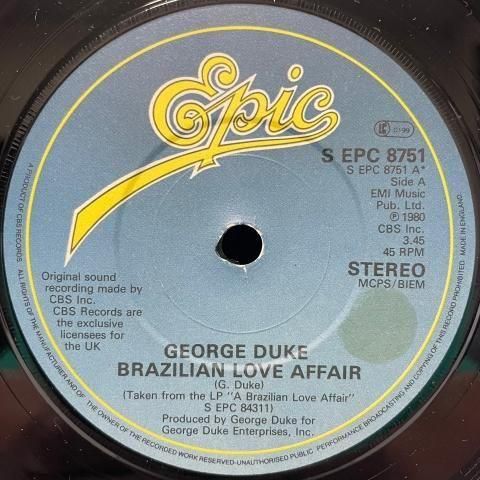 Epic
LC 0199
S EPC 8751
S EPC 8751 A*
Side A
EMI Music
Pub. Ltd.
℗ 1980
CBS Inc.
3.45
45 RPM
STEREO
MCPS/BIEM
Original sound
recording made by
CBS Inc.
CBS Records are
the exclusive
licensees for
the UK
GEORGE DUKE
BRAZILIAN LOVE AFFAIR
(G. Duke)
(Taken from the LP "A Brazilian Love Affair"
S EPC 84311)
Produced by George Duke for
George Duke Enterprises, Inc.
A PRODUCT OF CBS RECORDS. ALL RIGHTS OF THE MANUFACTURER AND OF THE OWNER OF THE RECORDED WORK RESERVED-UNAUTHORISED PUBLIC PERFORMANCE BROADCASTING AND COPYING OF THIS RECORD PROHIBITED. MADE IN ENGLAND.